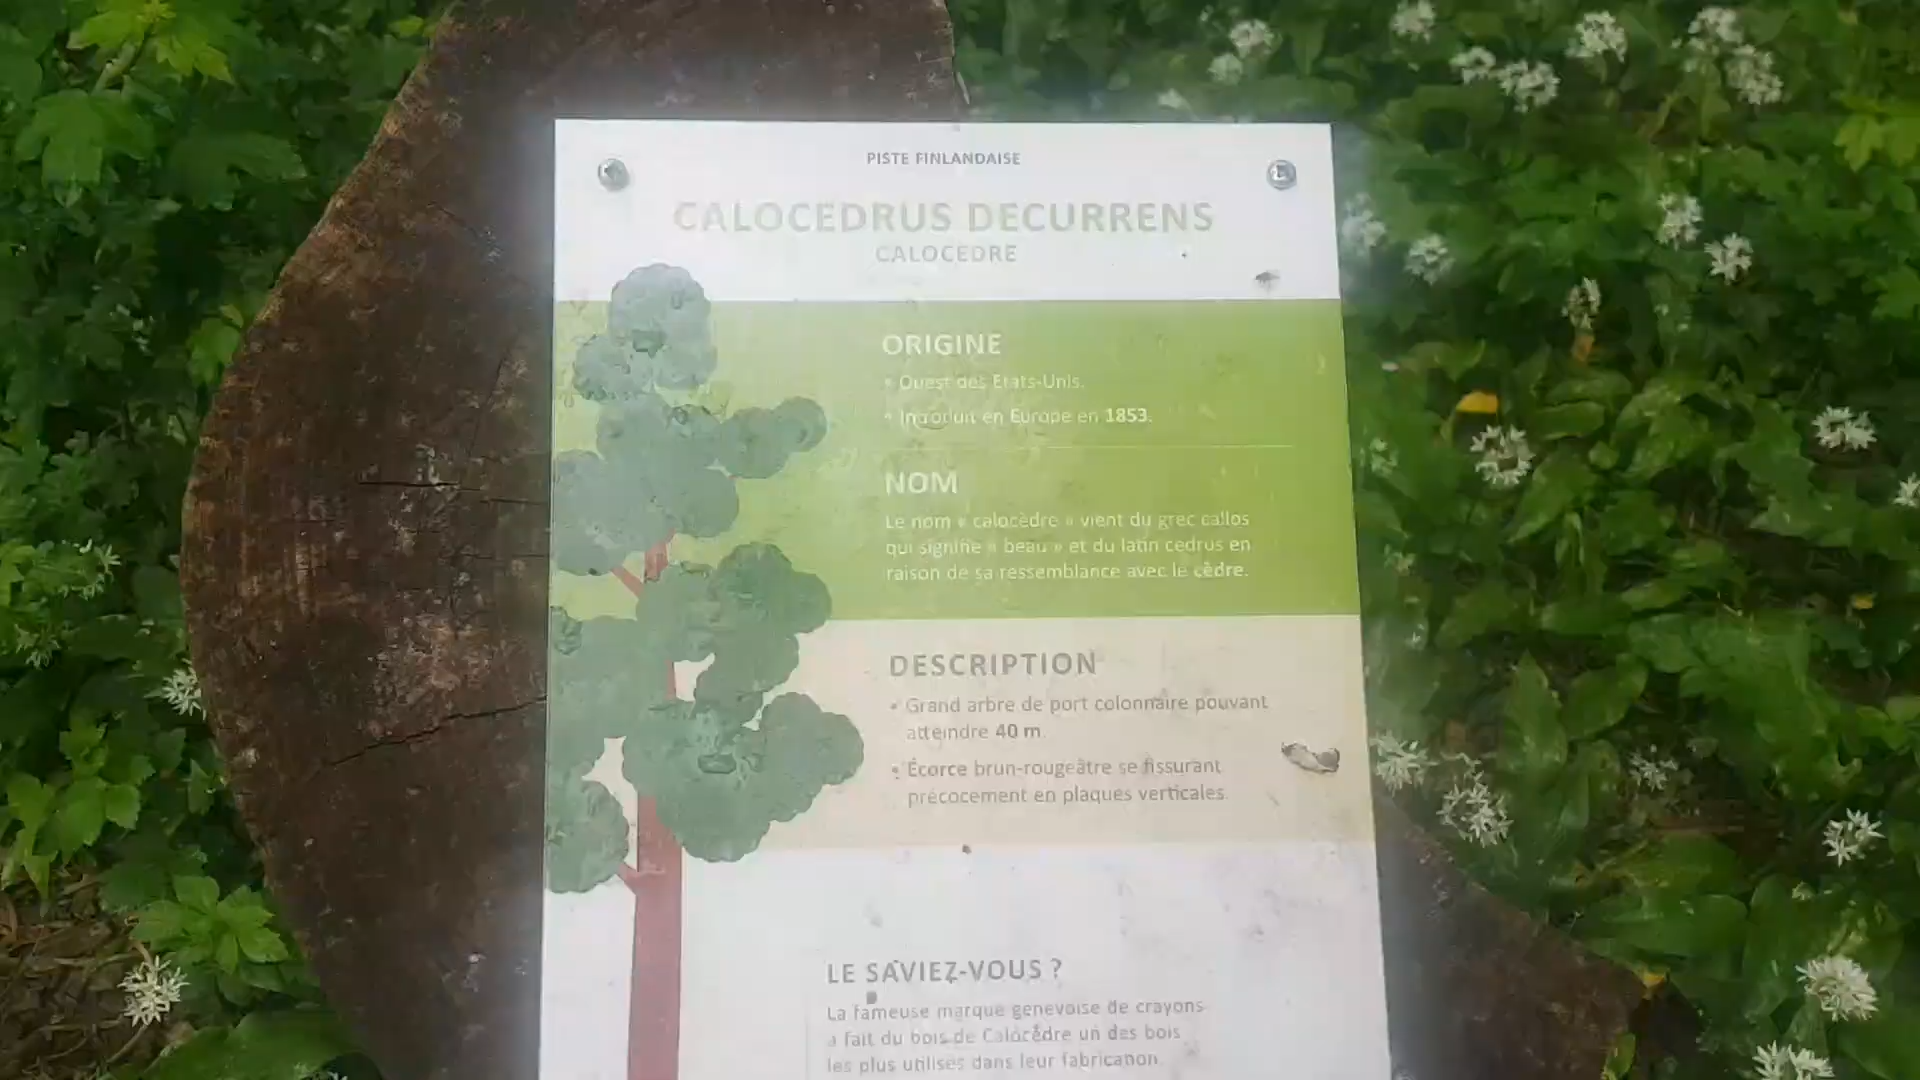 PISTE FINLANDAISE
CALOCEDRUS DECURRENS
CALOCÈDRE
ORIGINE
• Ouest des Etats-Unis.
• Introduit en Europe en 1853.
NOM
Le nom « calocèdre » vient du grec callos
qui signifie « beau » et du latin cedrus en
raison de sa ressemblance avec le cèdre.
DESCRIPTION
• Grand arbre de port colonnaire pouvant
atteindre 40 m.
• Écorce brun-rougeâtre se fissurant
précocement en plaques verticales.
LE SAVIEZ-VOUS ?
La fameuse marque genevoise de crayons
a fait du bois de Calocèdre un des bois
les plus utilisés dans leur fabrication.